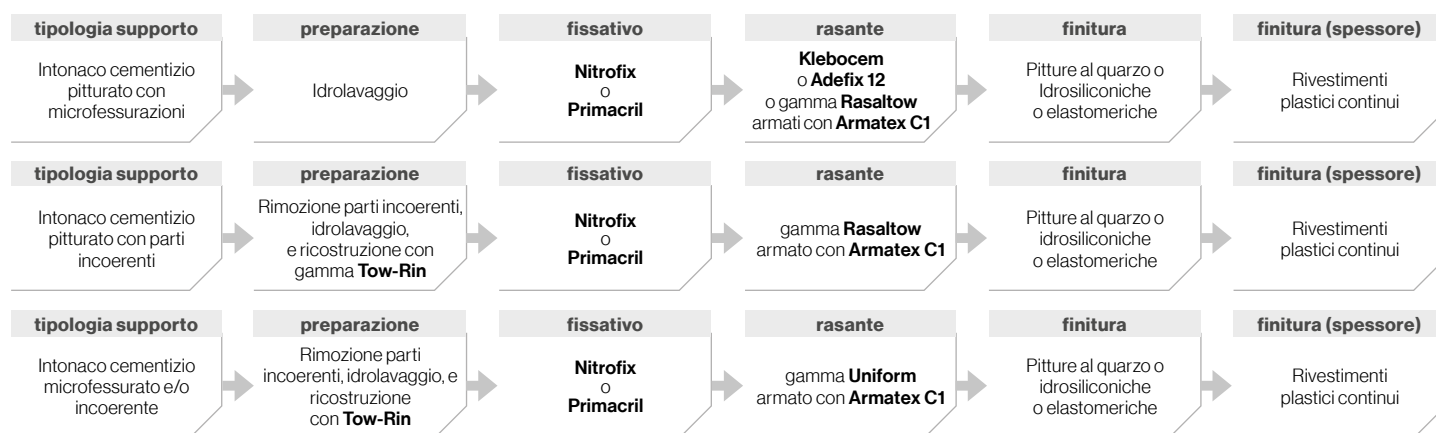 tipologia supporto
preparazione
fissativo
rasante
finitura
finitura (spessore)
Intonaco cementizio
pitturato con
microfessurazioni
Idrolavaggio
Nitrofix
o
Primacril
Klebocem
o Adefix 12
o gamma Rasaltow
armati con Armatex C1
Pitture al quarzo o
Idrosiliconiche
o elastomeriche
Rivestimenti
plastici continui
tipologia supporto
preparazione
fissativo
rasante
finitura
finitura (spessore)
Intonaco cementizio
pitturato con parti
incoerenti
Rimozione parti incoerenti,
idrolavaggio,
e ricostruzione con
gamma Tow-Rin
Nitrofix
o
Primacril
gamma Rasaltow
armato con Armatex C1
Pitture al quarzo o
idrosiliconiche
o elastomeriche
Rivestimenti
plastici continui
tipologia supporto
preparazione
fissativo
rasante
finitura
finitura (spessore)
Intonaco cementizio
microfessurato e/o
incoerente
Rimozione parti
incoerenti, idrolavaggio, e
ricostruzione
con Tow-Rin
Nitrofix
o
Primacril
gamma Uniform
armato con Armatex C1
Pitture al quarzo o
idrosiliconiche
o elastomeriche
Rivestimenti
plastici continui